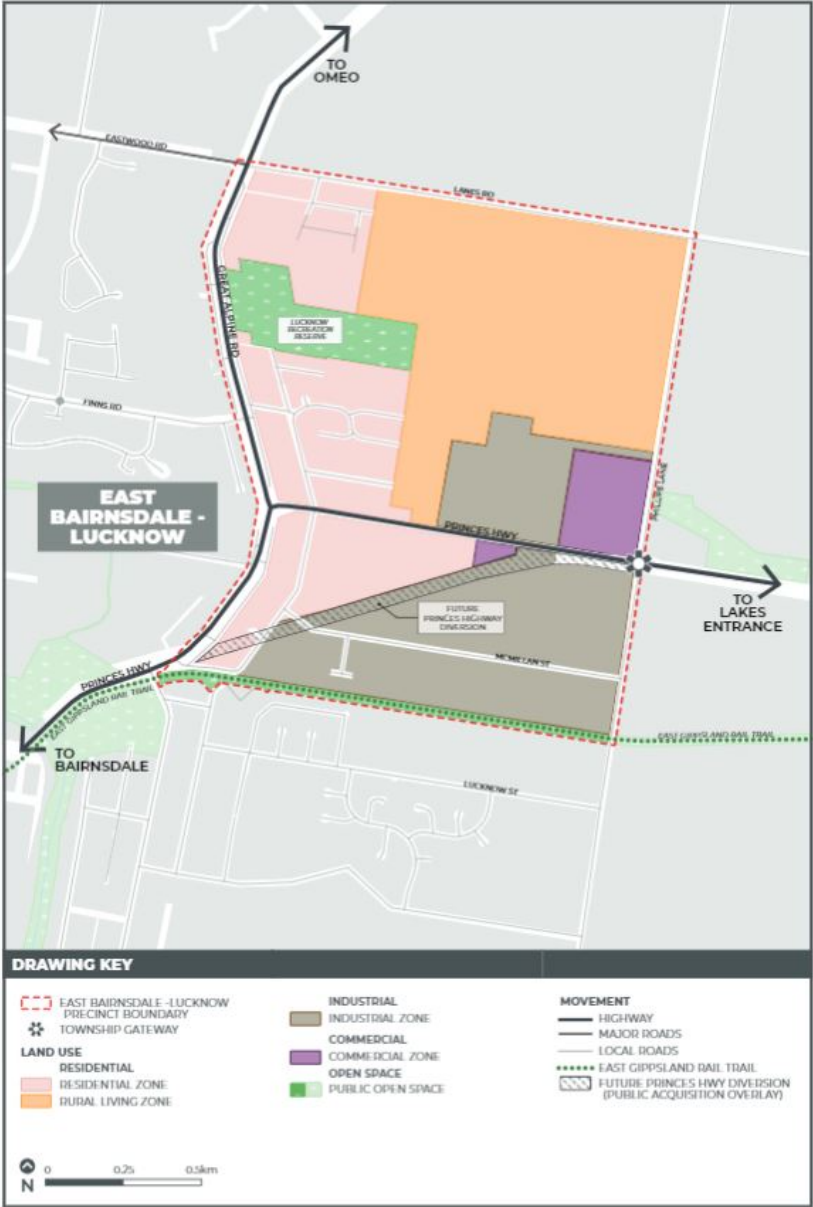 TO
OMEO
EASTWOOD RD
LANES RD
GREAT ALPINE RD
LUCKNOW
RECREATION
RESERVE
FINNS RD
EAST
BAIRNSDALE -
LUCKNOW
PHILLIPS LANE
PRINCES HWY
TO
LAKES
ENTRANCE
FUTURE
PRINCES HIGHWAY
DIVERSION
MCMILLAN ST
PRINCES HWY
EAST GIPPSLAND RAIL TRAIL
EAST GIPPSLAND RAIL TRAIL
TO
BAIRNSDALE
LUCKNOW ST
DRAWING KEY
EAST BAIRNSDALE -LUCKNOW
PRECINCT BOUNDARY
TOWNSHIP GATEWAY
LAND USE
RESIDENTIAL
RESIDENTIAL ZONE
RURAL LIVING ZONE
INDUSTRIAL
INDUSTRIAL ZONE
COMMERCIAL
COMMERCIAL ZONE
OPEN SPACE
PUBLIC OPEN SPACE
MOVEMENT
HIGHWAY
MAJOR ROADS
LOCAL ROADS
EAST GIPPSLAND RAIL TRAIL
FUTURE PRINCES HWY DIVERSION
(PUBLIC ACQUISITION OVERLAY)
0 0.25 0.5km
N